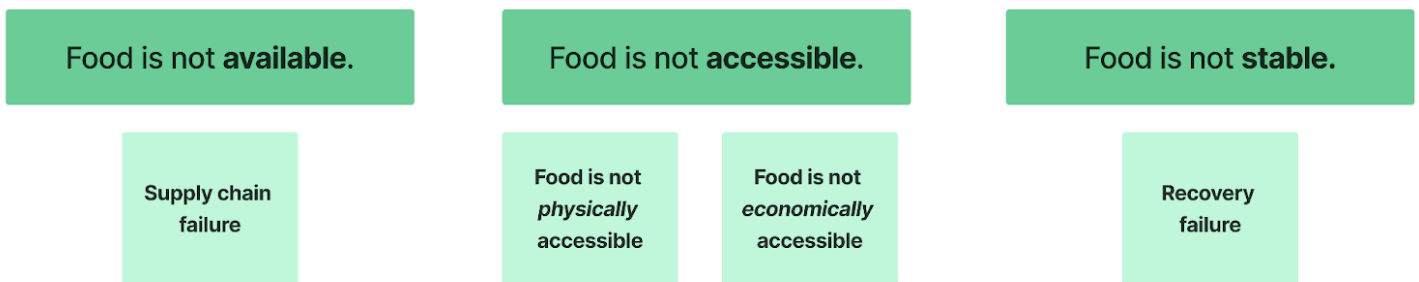 Food is not available.
Food is not accessible.
Food is not stable.
Supply chain
failure
Food is not
physically
accessible
Food is not
economically
accessible
Recovery
failure